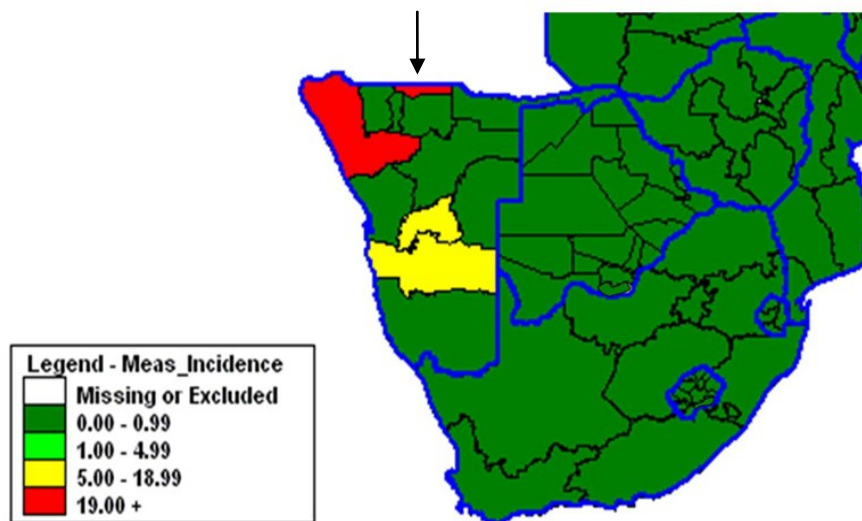 Legend - Meas_Incidence
Missing or Excluded
0.00 - 0.99
1.00 - 4.99
5.00 - 18.99
19.00 +